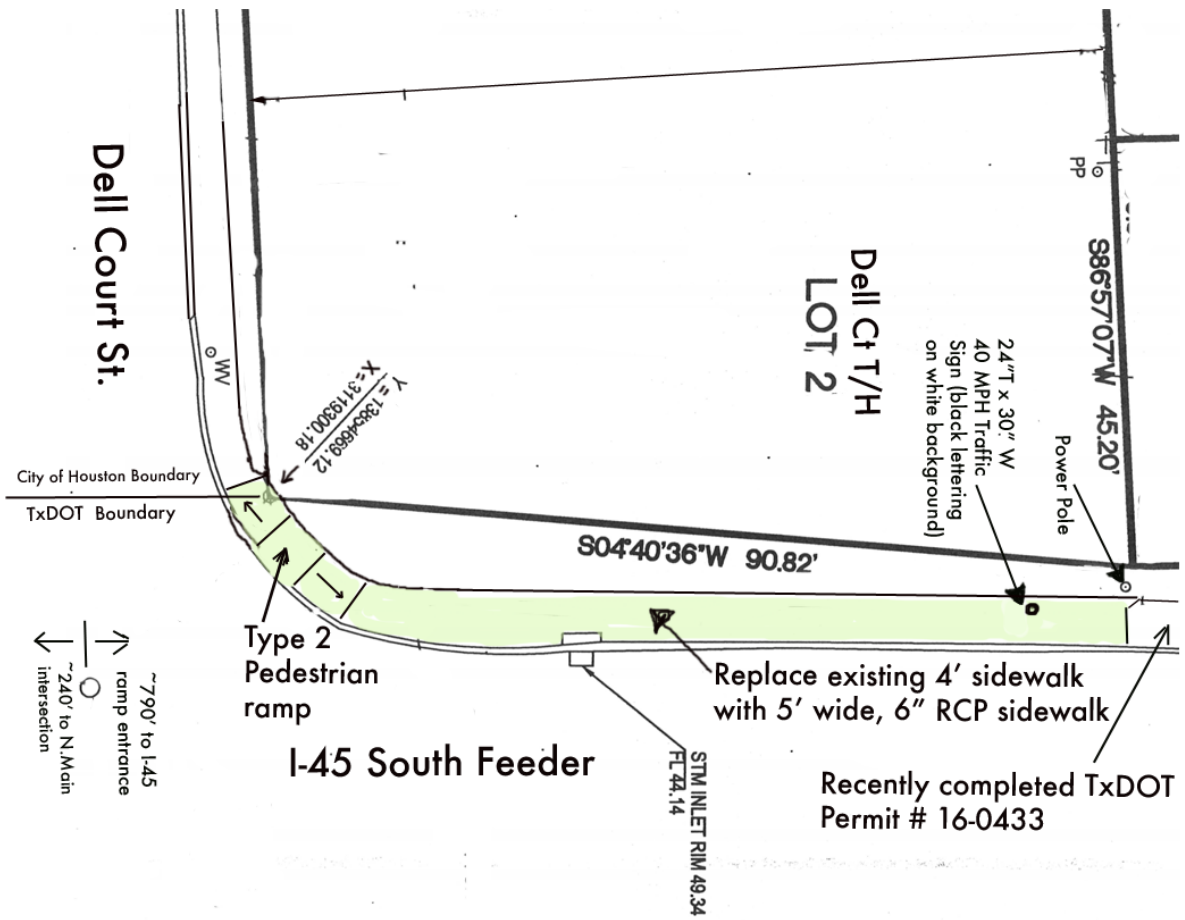 Dell Court St.
WV
City of Houston Boundary
TxDOT Boundary
Y = 13854669.12
X = 3119300.18
Dell Ct T/H
LOT 2
PP
S86°57'07"W 45.20'
24"T x 30" W
40 MPH Traffic
Sign (black lettering
on white background)
Power Pole
S04°40'36"W 90.82'
Type 2
Pedestrian
ramp
Replace existing 4' sidewalk
with 5' wide, 6" RCP sidewalk
I-45 South Feeder
STM INLET RIM 49.34
FL 44.14
Recently completed TxDOT
Permit # 16-0433
~790' to I-45
ramp entrance
~240' to N.Main
intersection